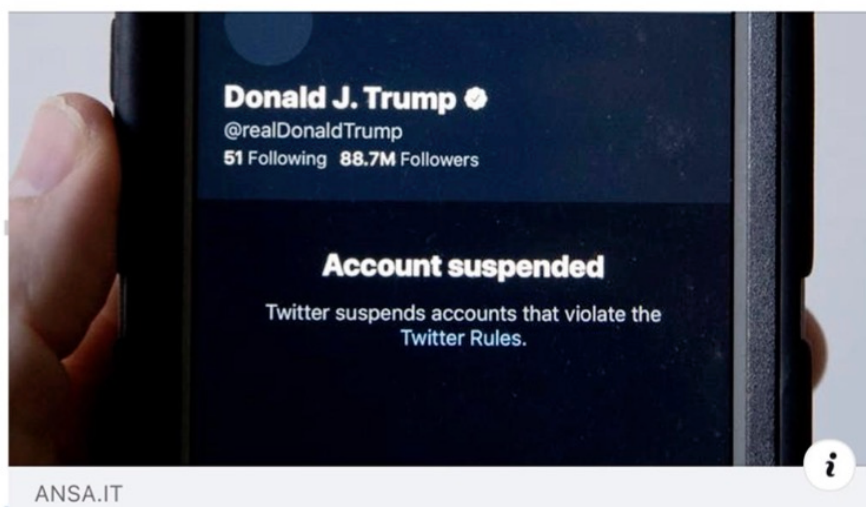 Donald J. Trump
@realDonaldTrump
51 Following 88.7M Followers
Account suspended
Twitter suspends accounts that violate the
Twitter Rules.
i
ANSA.IT